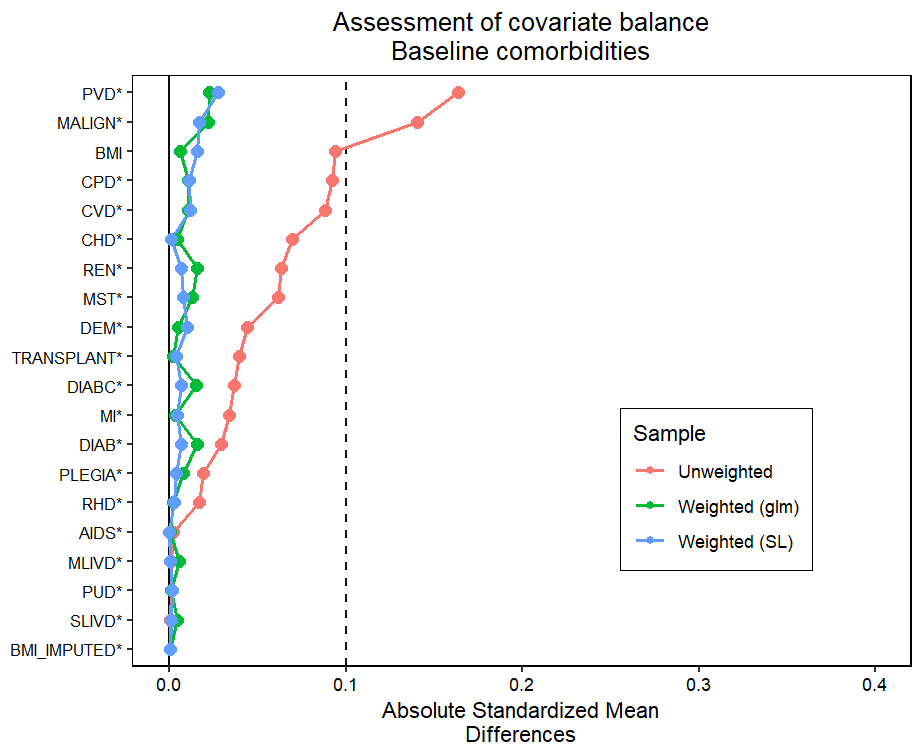 Assessment of covariate balance
Baseline comorbidities
PVD*
MALIGN*
BMI
CPD*
CVD*
CHD*
REN*
MST*
DEM*
TRANSPLANT*
DIABC*
MI*
DIAB*
PLEGIA*
RHD*
AIDS*
MLIVD*
PUD*
SLIVD*
BMI_IMPUTED*
Sample
Unweighted
Weighted (glm)
Weighted (SL)
0.0 0.1 0.2 0.3 0.4
Absolute Standardized Mean
Differences